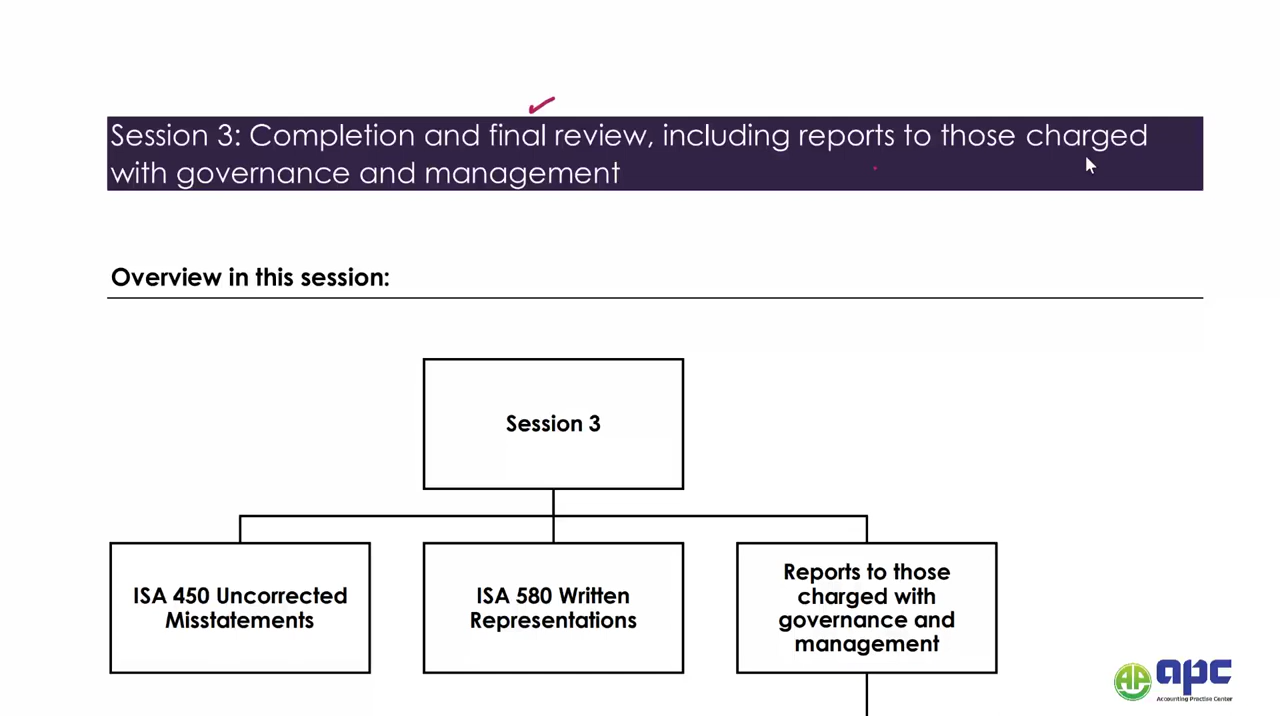 Session 3: Completion and final review, including reports to those charged
with governance and management
Overview in this session:
Session 3
ISA 450 Uncorrected
Misstatements
ISA 580 Written
Representations
Reports to those
charged with
governance and
management
AP
apc
Accounting Practise Center